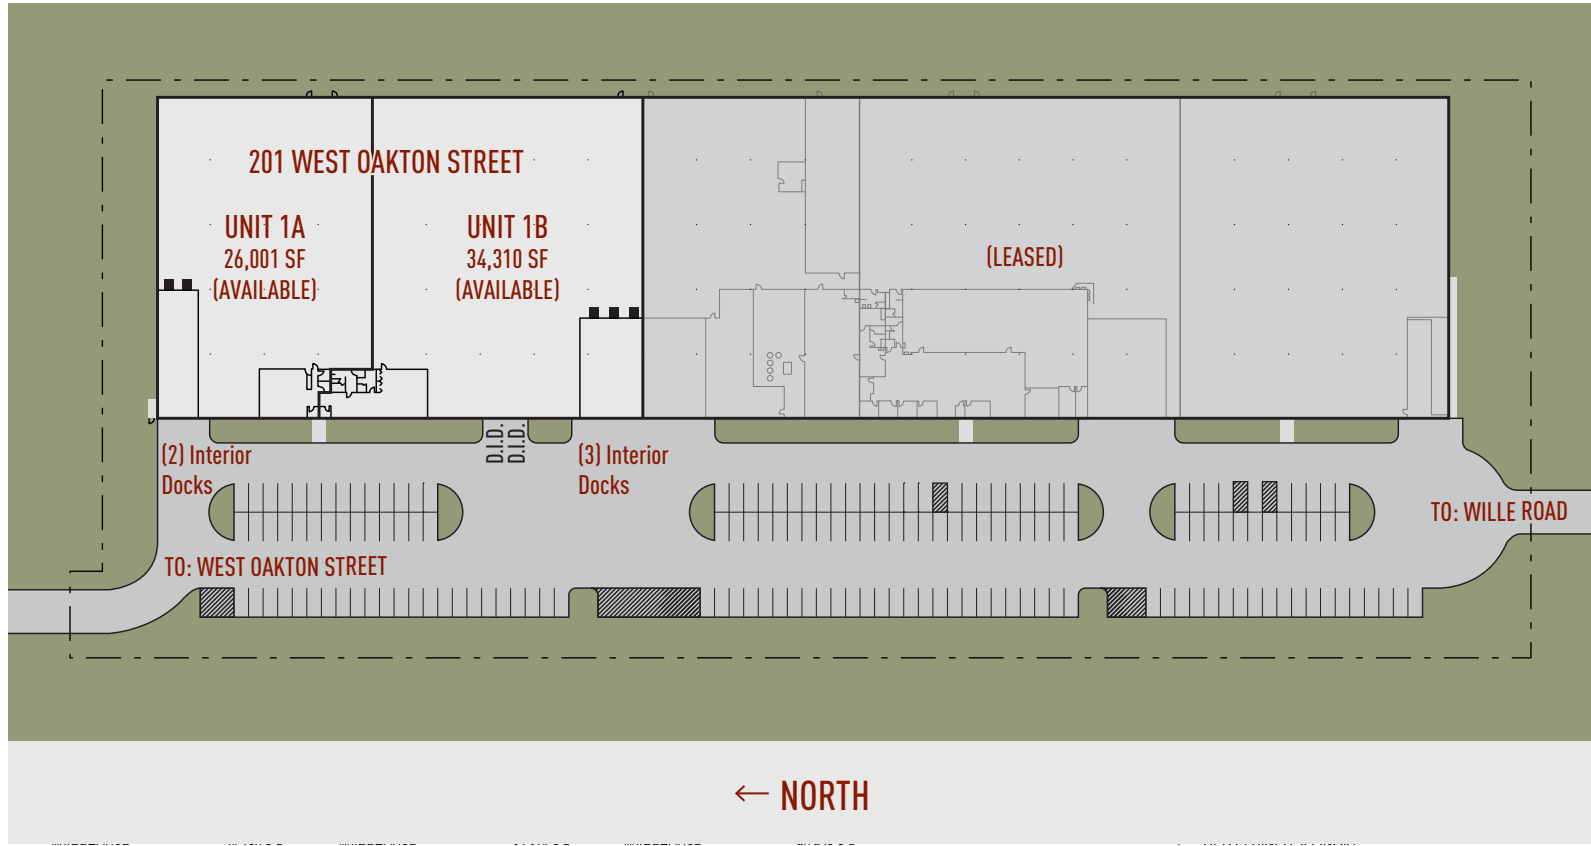 201 WEST OAKTON STREET
UNIT 1A
26,001 SF
(AVAILABLE)
UNIT 1B
34,310 SF
(AVAILABLE)
(LEASED)
(2) Interior
Docks
D.I.D.
D.I.D.
(3) Interior
Docks
TO: WILLE ROAD
TO: WEST OAKTON STREET
← NORTH